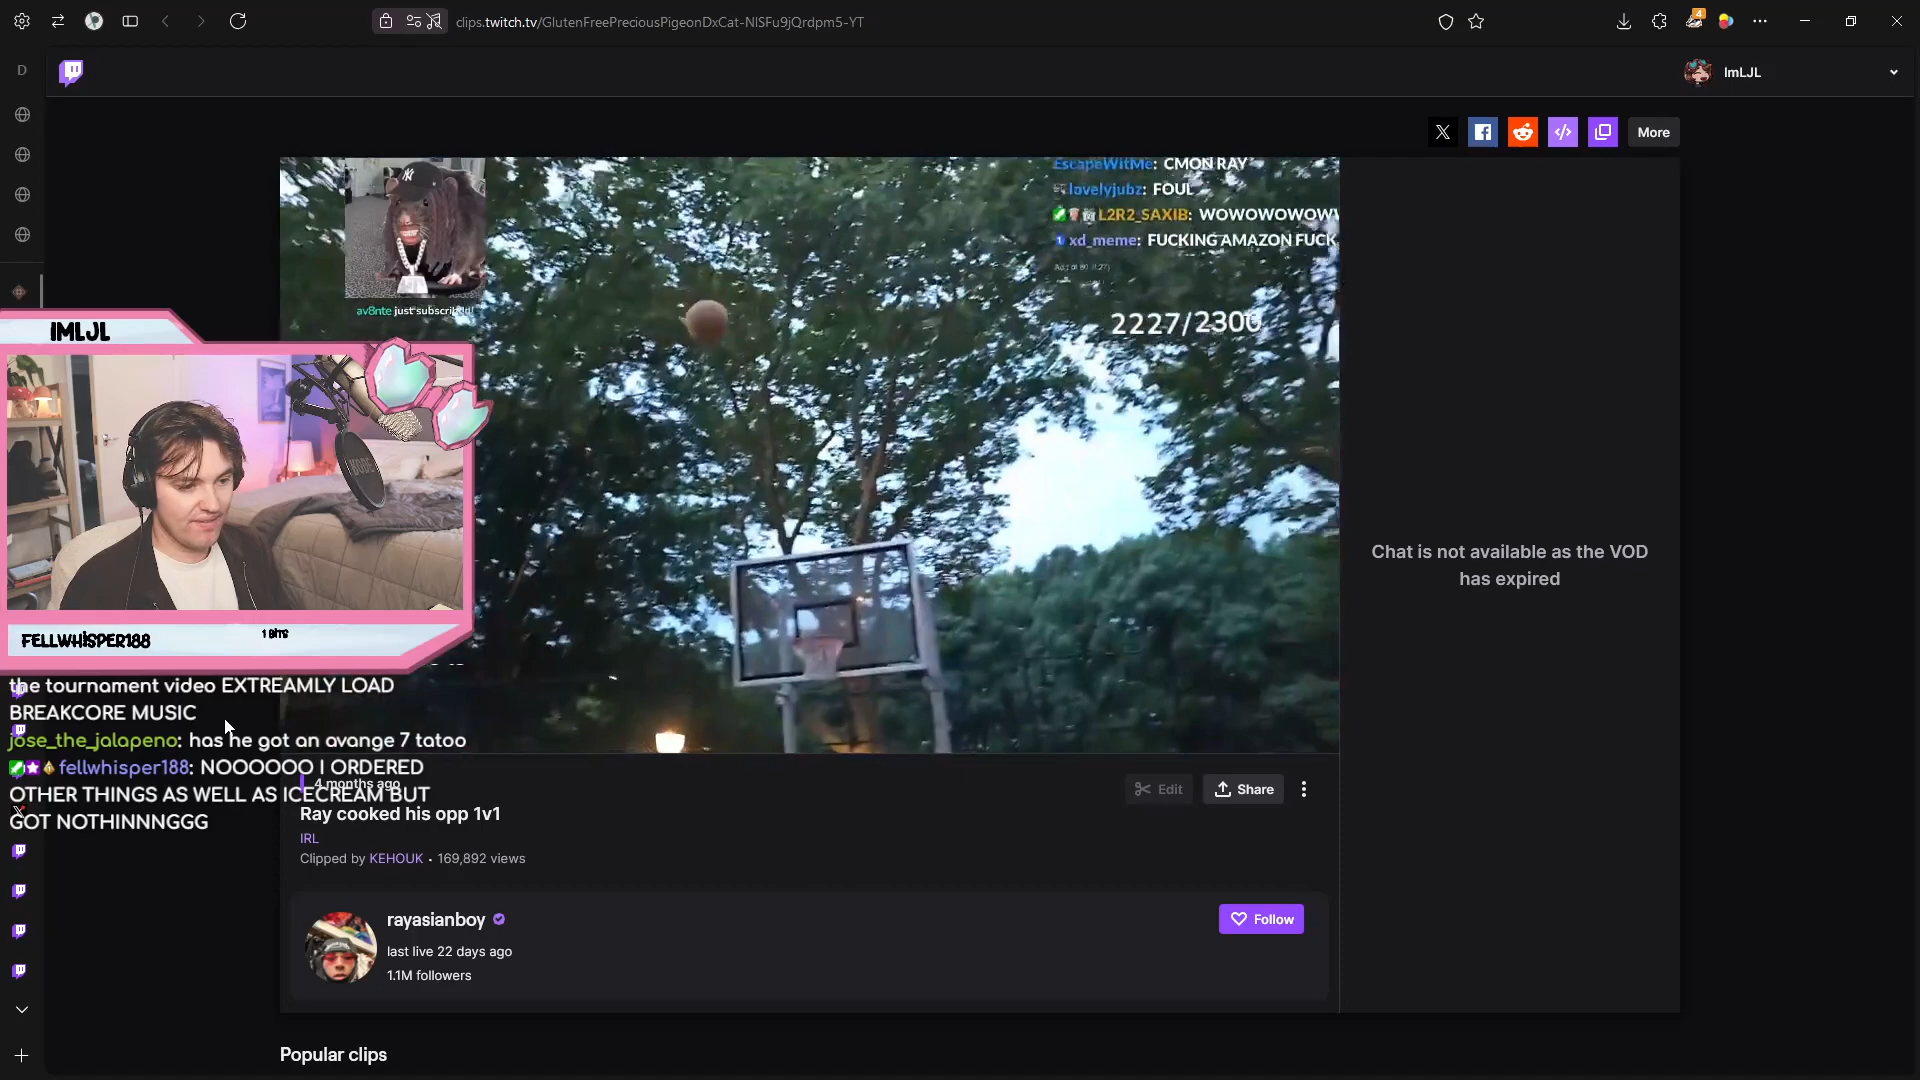 clips.twitch.tv/GlutenFreePreciousPigeonDxCat-NlSFu9jQrdpm5-YT
4
D
ImLJL
More
NY
EscapeWitMe: CMON RAY
lovelyjubz: FOUL
L2R2_SAXIB: WOWOWOWOW
1 xd_meme: FUCKING AMAZON FUCK
av8nte just subscribed!
2227/2300
IMLJL
RODE
FELLWHISPER188
1 BITS
the tournament video EXTREAMLY LOAD
BREAKCORE MUSIC
jose_the_jalapeno: has he got an avange 7 tatoo
fellwhisper188: NOOOOOO I ORDERED
OTHER THINGS AS WELL AS ICECREAM BUT
GOT NOTHINNNGGG
Chat is not available as the VOD
has expired
4 months ago
Edit
Share
Ray cooked his opp 1v1
IRL
Clipped by KEHOUK • 169,892 views
rayasianboy
last live 22 days ago
1.1M followers
Follow
Popular clips